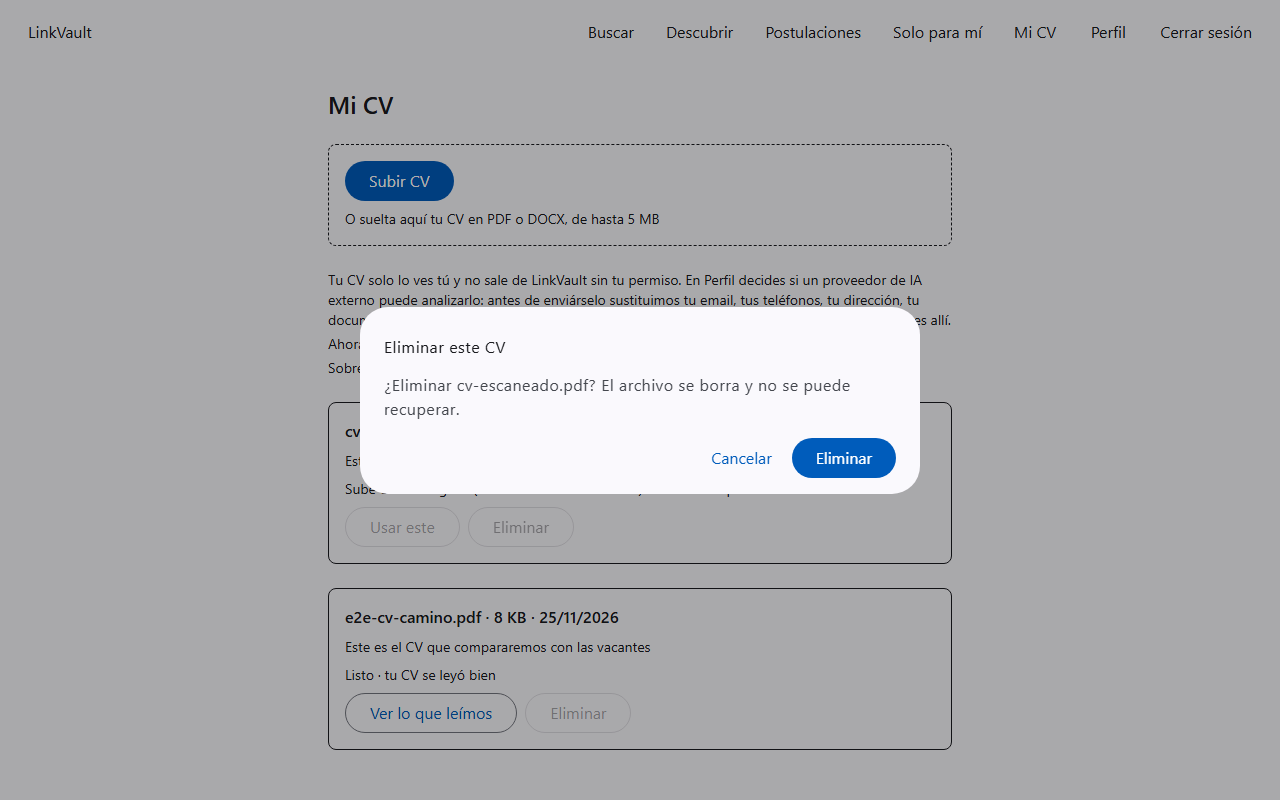 LinkVault
Buscar
Descubrir
Postulaciones
Solo para mí
Mi CV
Perfil
Cerrar sesión
Mi CV
Subir CV
O suelta aquí tu CV en PDF o DOCX, de hasta 5 MB
Tu CV solo lo ves tú y no sale de LinkVault sin tu permiso. En Perfil decides si un proveedor de IA
externo puede analizarlo: antes de enviárselo sustituimos tu email, tus teléfonos, tu dirección, tu
allí.
Eliminar este CV
¿Eliminar cv-escaneado.pdf? El archivo se borra y no se puede
recuperar.
Cancelar
Eliminar
Usar este
Eliminar
e2e-cv-camino.pdf · 8 KB · 25/11/2026
Este es el CV que compararemos con las vacantes
Listo · tu CV se leyó bien
Ver lo que leímos
Eliminar